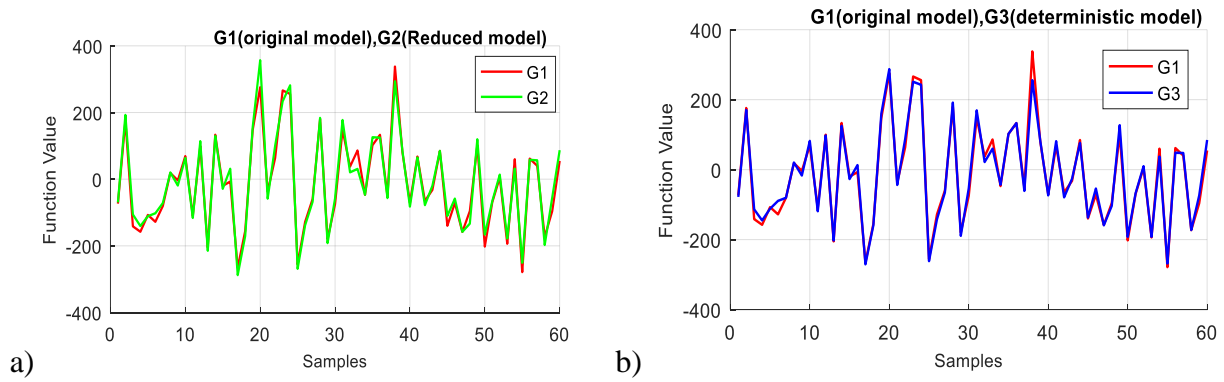 G1(original model),G2(Reduced model)
400
200
0
-200
-400
Function Value
0
10
20
30
40
50
60
Samples
G1
G2
a)
G1(original model),G3(deterministic model)
400
200
0
-200
-400
Function Value
0
10
20
30
40
50
60
Samples
G1
G3
b)